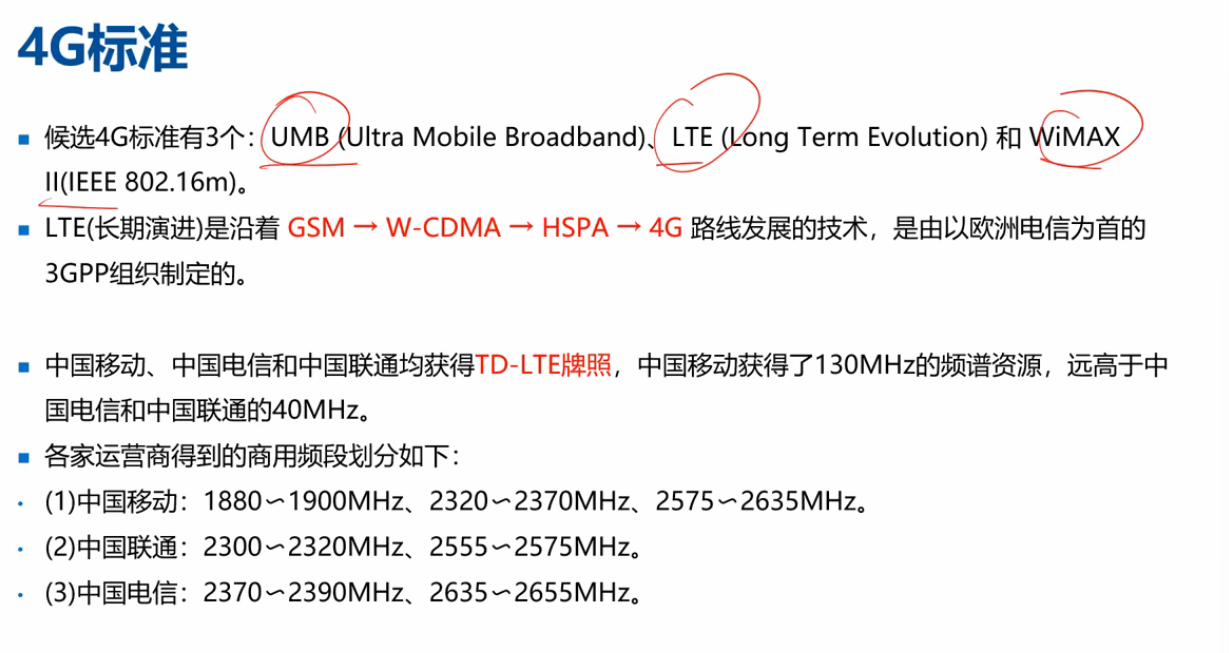 4G标准
候选4G标准有3个：UMB (Ultra Mobile Broadband)、LTE (Long Term Evolution) 和 WiMAX
II(IEEE 802.16m)。
LTE(长期演进)是沿着 GSM → W-CDMA → HSPA → 4G 路线发展的技术，是由以欧洲电信为首的
3GPP组织制定的。
中国移动、中国电信和中国联通均获得TD-LTE牌照，中国移动获得了130MHz的频谱资源，远高于中
国电信和中国联通的40MHz。
各家运营商得到的商用频段划分如下：
(1)中国移动：1880～1900MHz、2320～2370MHz、2575～2635MHz。
(2)中国联通：2300～2320MHz、2555～2575MHz。
(3)中国电信：2370～2390MHz、2635～2655MHz。